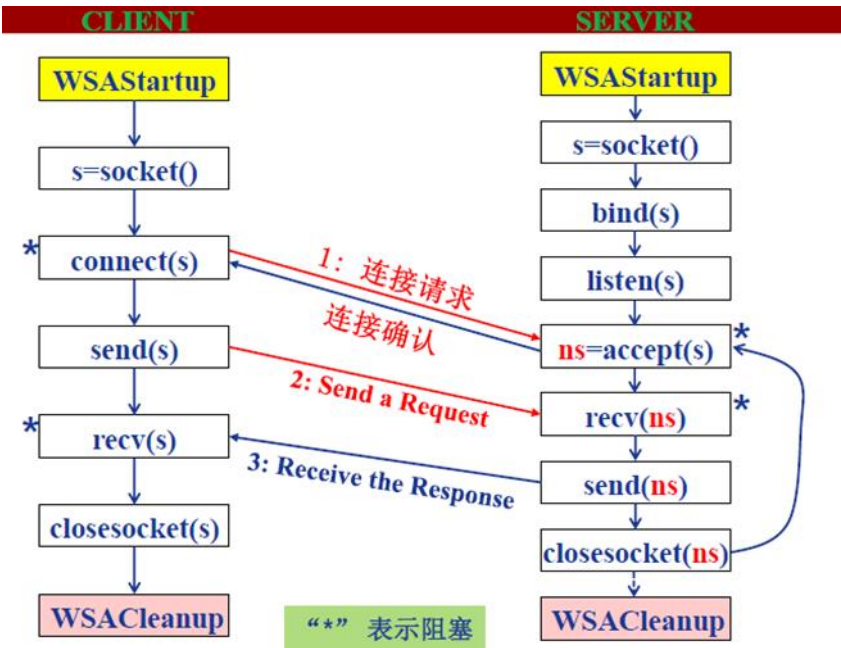 CLIENT
SERVER
WSAStartup
s=socket()
* connect(s)
send(s)
* recv(s)
closesocket(s)
WSACleanup
1：连接请求
连接确认
2: Send a Request
3: Receive the Response
WSAStartup
s=socket()
bind(s)
listen(s)
ns=accept(s) *
recv(ns) *
send(ns)
closesocket(ns)
WSACleanup
“*” 表示阻塞